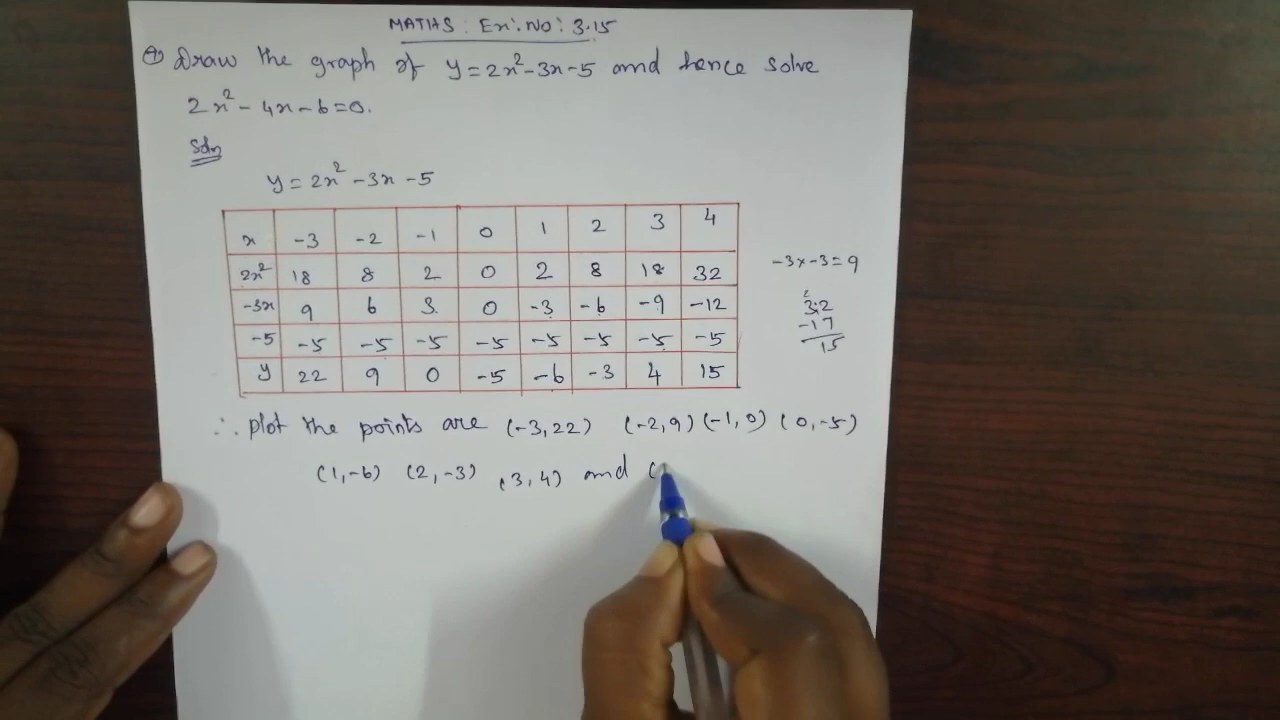 MATHS : Ex: No: 3.15
⑦ Draw the graph of y = 2x² - 3x - 5 and hence solve
2x² - 4x - 6 = 0.
Soln
y = 2x² - 3x - 5
x -3 -2 -1 0 1 2 3 4
2x² 18 8 2 0 2 8 18 32
-3x 9 6 3. 0 -3 -6 -9 -12
-5 -5 -5 -5 -5 -5 -5 -5 -5
y 22 9 0 -5 -6 -3 4 15
-3x-3 = 9
2
3.2
-17
15
∴ plot the points are (-3, 22) (-2, 9) (-1, 0) (0, -5)
(1, -6) (2, -3) (3, 4) and (